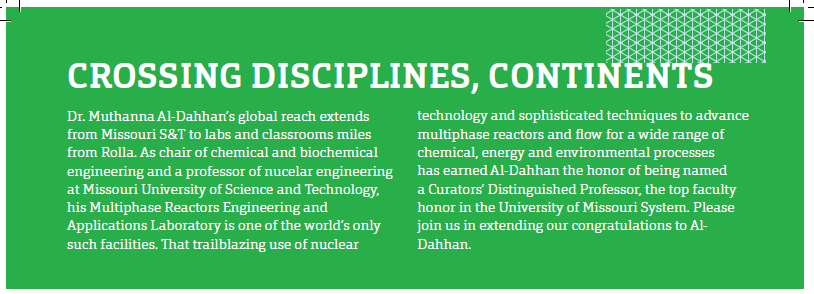 CROSSING DISCIPLINES, CONTINENTS
Dr. Muthanna Al-Dahhan's global reach extends
from Missouri S&T to labs and classrooms miles
from Rolla. As chair of chemical and biochemical
engineering and a professor of nucelar engineering
at Missouri University of Science and Technology,
his Multiphase Reactors Engineering and
Applications Laboratory is one of the world's only
such facilities. That trailblazing use of nuclear
technology and sophisticated techniques to advance
multiphase reactors and flow for a wide range of
chemical, energy and environmental processes
has earned Al-Dahhan the honor of being named
a Curators' Distinguished Professor, the top faculty
honor in the University of Missouri System. Please
join us in extending our congratulations to Al-
Dahhan.